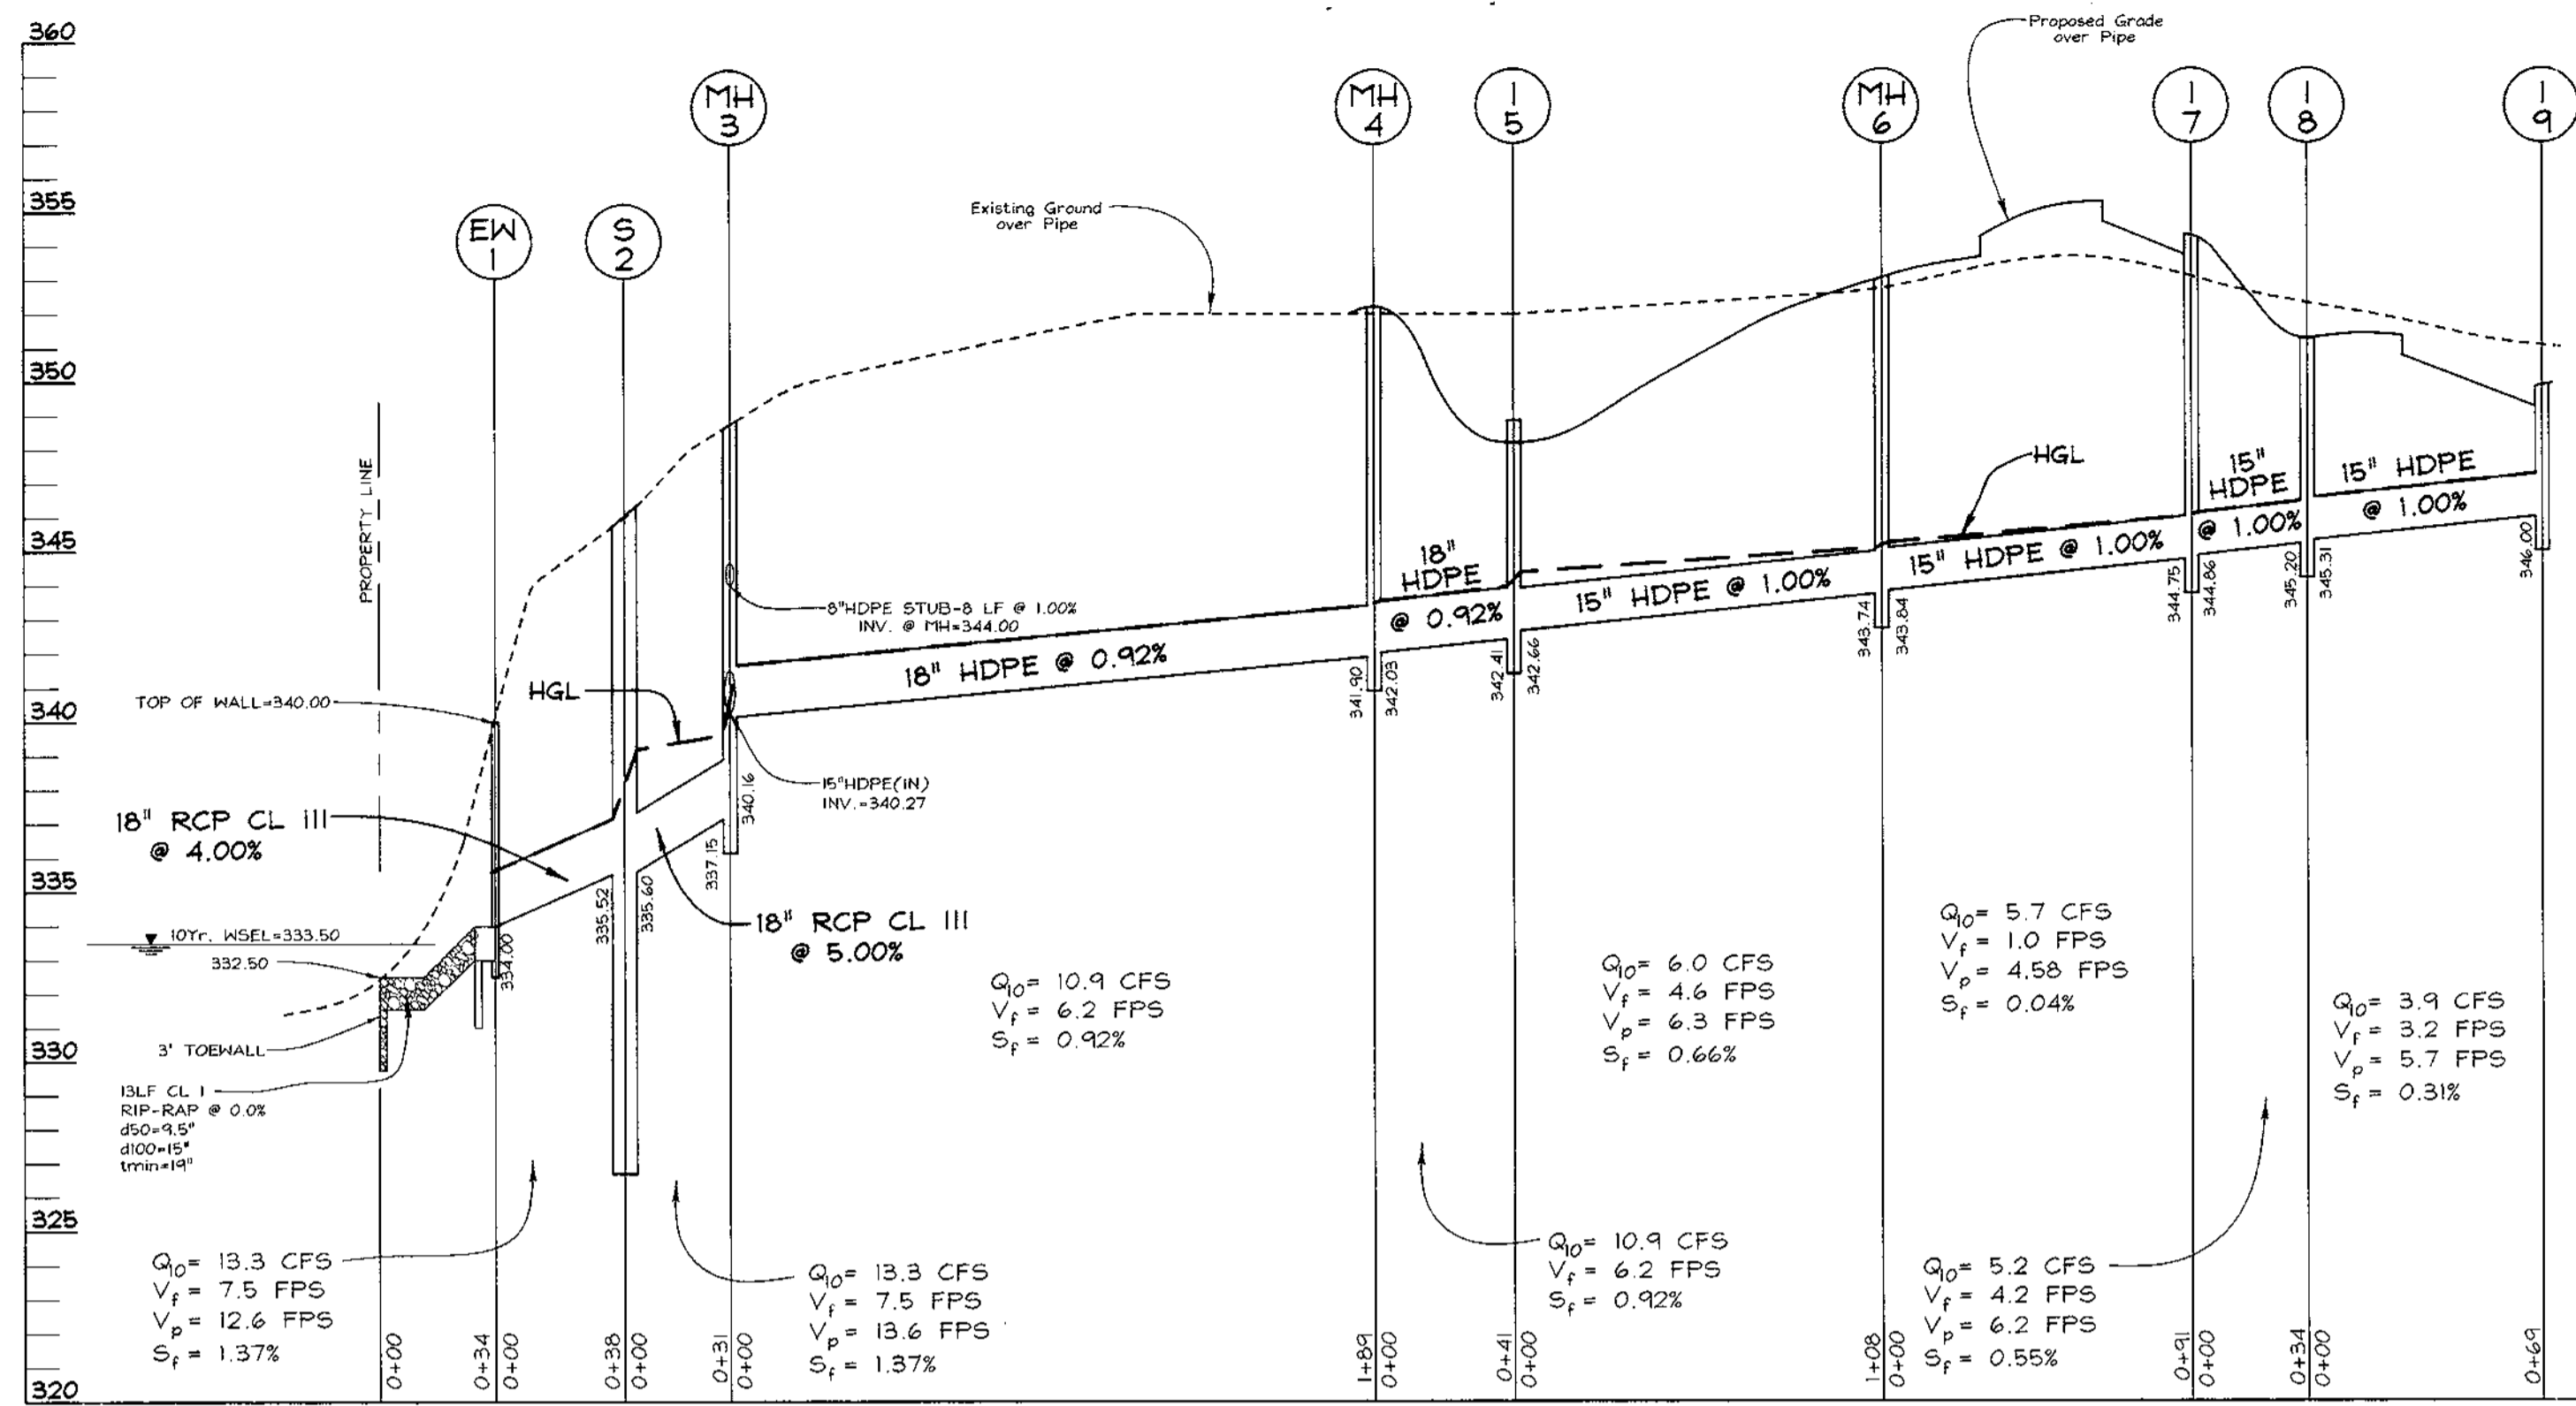 360
355
350
345
340
335
330
325
320
EW
1
S
2
MH
3
MH
4
I
5
MH
6
I
7
I
8
I
9
Proposed Grade
over Pipe
Existing Ground
over Pipe
PROPERTY LINE
TOP OF WALL=340.00
HGL
8"HDPE STUB-8 LF @ 1.00%
INV. @ MH=344.00
18" HDPE @ 0.92%
15"HDPE(IN)
INV.=340.27
18"
HDPE
@ 0.92%
15" HDPE @ 1.00%
HGL
15" HDPE @ 1.00%
15"
HDPE
@ 1.00%
15" HDPE
@ 1.00%
18" RCP CL III
@ 4.00%
18" RCP CL III
@ 5.00%
10Yr. WSEL=333.50
332.50
3' TOEWALL
13LF CL I
RIP-RAP @ 0.0%
d50=9.5"
d100=15"
tmin=19"
334.00
335.52
335.60
337.15
340.16
341.90
342.03
342.41
342.66
343.74
343.84
344.75
344.86
345.20
345.31
346.00
Q10= 13.3 CFS
Vf = 7.5 FPS
Vp = 12.6 FPS
Sf = 1.37%
Q10= 13.3 CFS
Vf = 7.5 FPS
Vp = 13.6 FPS
Sf = 1.37%
Q10= 10.9 CFS
Vf = 6.2 FPS
Sf = 0.92%
Q10= 10.9 CFS
Vf = 6.2 FPS
Sf = 0.92%
Q10= 6.0 CFS
Vf = 4.6 FPS
Vp = 6.3 FPS
Sf = 0.66%
Q10= 5.7 CFS
Vf = 1.0 FPS
Vp = 4.58 FPS
Sf = 0.04%
Q10= 5.2 CFS
Vf = 4.2 FPS
Vp = 6.2 FPS
Sf = 0.55%
Q10= 3.9 CFS
Vf = 3.2 FPS
Vp = 5.7 FPS
Sf = 0.31%
0+00
0+34
0+00
0+38
0+00
0+31
0+00
1+89
0+00
0+41
0+00
1+08
0+00
0+91
0+00
0+34
0+00
0+69